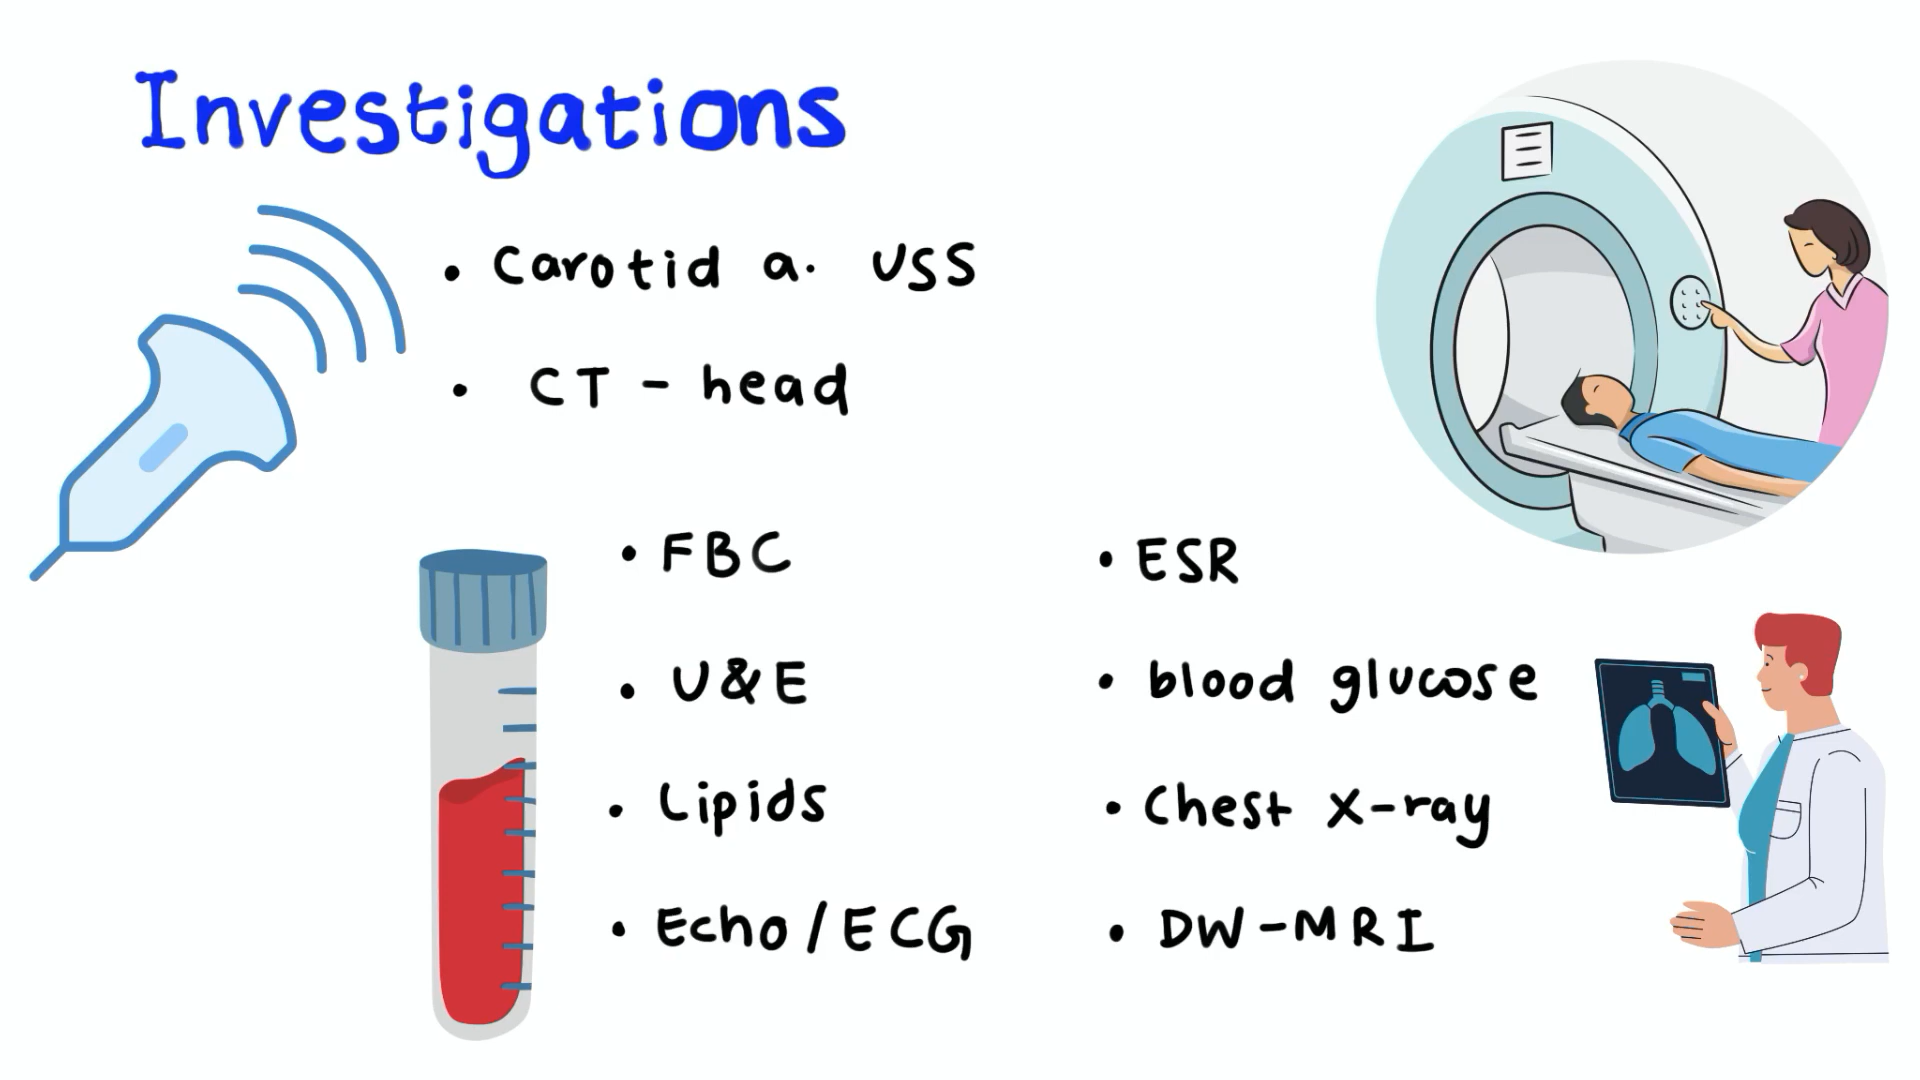 Investigations
• Carotid a. USS
• CT - head
• FBC
• U&E
• Lipids
• Echo/ECG
• ESR
• blood glucose
• Chest X-ray
• DW-MRI